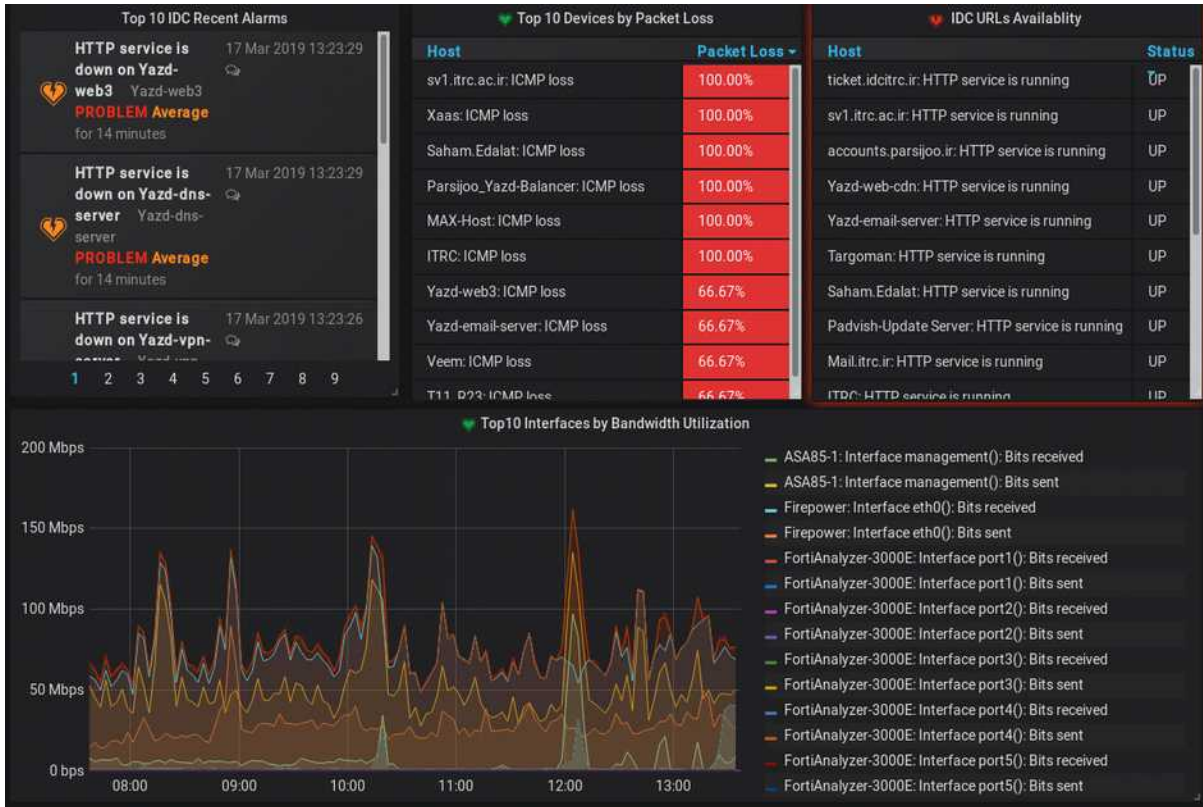 Top 10 IDC Recent Alarms
HTTP service is
down on Yazd-
web3 Yazd-web3
PROBLEM Average
for 14 minutes
17 Mar 2019 13:23:29
HTTP service is
down on Yazd-dns-
server Yazd-dns-
server
PROBLEM Average
for 14 minutes
17 Mar 2019 13:23:29
HTTP service is
down on Yazd-vpn-
17 Mar 2019 13:23:26
1 2 3 4 5 6 7 8 9
Top 10 Devices by Packet Loss
Host Packet Loss
sv1.itrc.ac.ir: ICMP loss 100.00%
Xaas: ICMP loss 100.00%
Saham.Edalat: ICMP loss 100.00%
Parsijoo_Yazd-Balancer: ICMP loss 100.00%
MAX-Host: ICMP loss 100.00%
ITRC: ICMP loss 100.00%
Yazd-web3: ICMP loss 66.67%
Yazd-email-server: ICMP loss 66.67%
Veem: ICMP loss 66.67%
T11_R23: ICMP loss 66.67%
IDC URLs Availablity
Host Status
ticket.idcitrc.ir: HTTP service is running UP
sv1.itrc.ac.ir: HTTP service is running UP
accounts.parsijoo.ir: HTTP service is running UP
Yazd-web-cdn: HTTP service is running UP
Yazd-email-server: HTTP service is running UP
Targoman: HTTP service is running UP
Saham.Edalat: HTTP service is running UP
Padvish-Update Server: HTTP service is running UP
Mail.itrc.ir: HTTP service is running UP
ITRC: HTTP service is running UP
Top10 Interfaces by Bandwidth Utilization
200 Mbps
150 Mbps
100 Mbps
50 Mbps
0 bps
08:00 09:00 10:00 11:00 12:00 13:00
ASA85-1: Interface management(): Bits received
ASA85-1: Interface management(): Bits sent
Firepower: Interface eth0(): Bits received
Firepower: Interface eth0(): Bits sent
FortiAnalyzer-3000E: Interface port1(): Bits received
FortiAnalyzer-3000E: Interface port1(): Bits sent
FortiAnalyzer-3000E: Interface port2(): Bits received
FortiAnalyzer-3000E: Interface port2(): Bits sent
FortiAnalyzer-3000E: Interface port3(): Bits received
FortiAnalyzer-3000E: Interface port3(): Bits sent
FortiAnalyzer-3000E: Interface port4(): Bits received
FortiAnalyzer-3000E: Interface port4(): Bits sent
FortiAnalyzer-3000E: Interface port5(): Bits received
FortiAnalyzer-3000E: Interface port5(): Bits sent